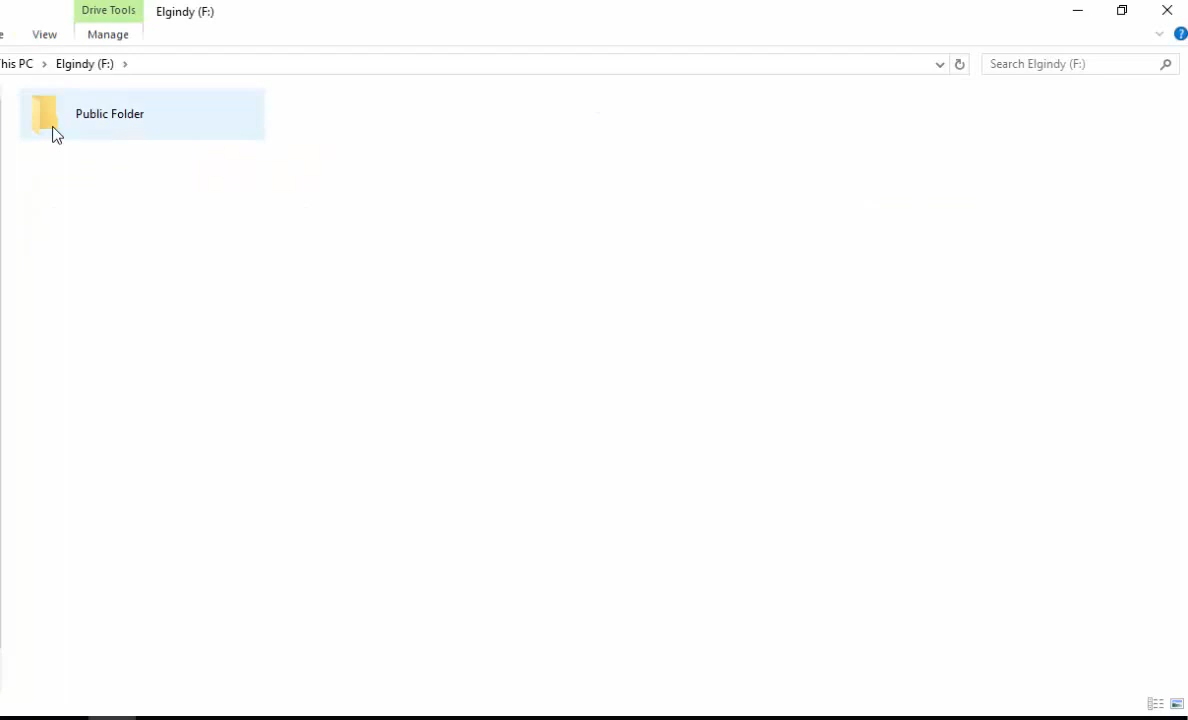 Drive Tools
Elgindy (F:)
View
Manage
his PC > Elgindy (F:) >
Search Elgindy (F:)
Public Folder